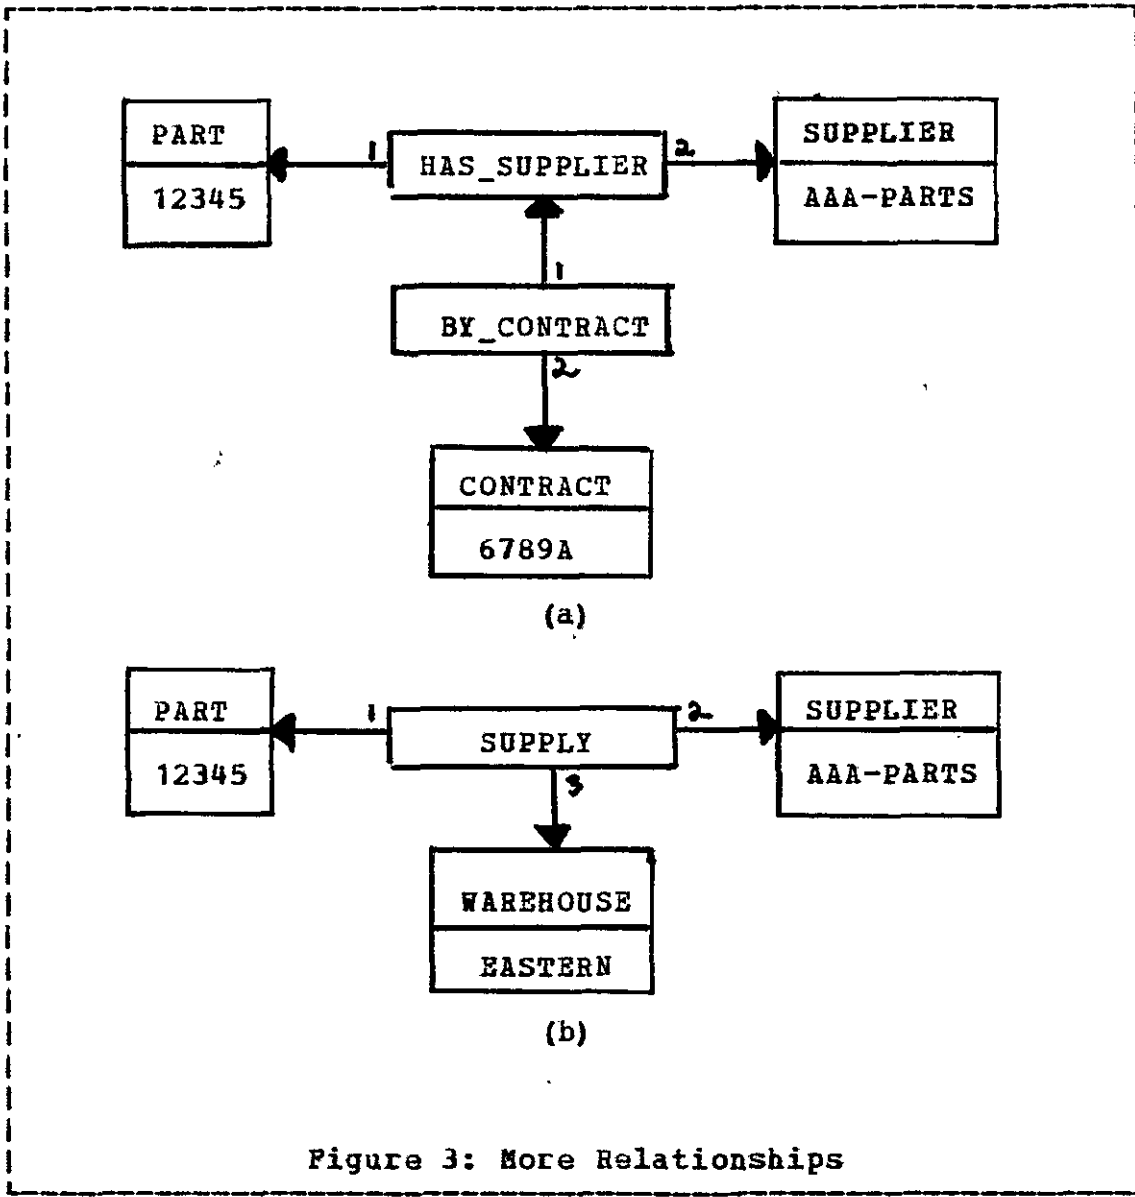 PART
12345
1
HAS_SUPPLIER
2
SUPPLIER
AAA-PARTS
1
BY_CONTRACT
2
CONTRACT
6789A
(a)
PART
12345
1
SUPPLY
2
SUPPLIER
AAA-PARTS
3
WAREHOUSE
EASTERN
(b)
Figure 3: More Relationships